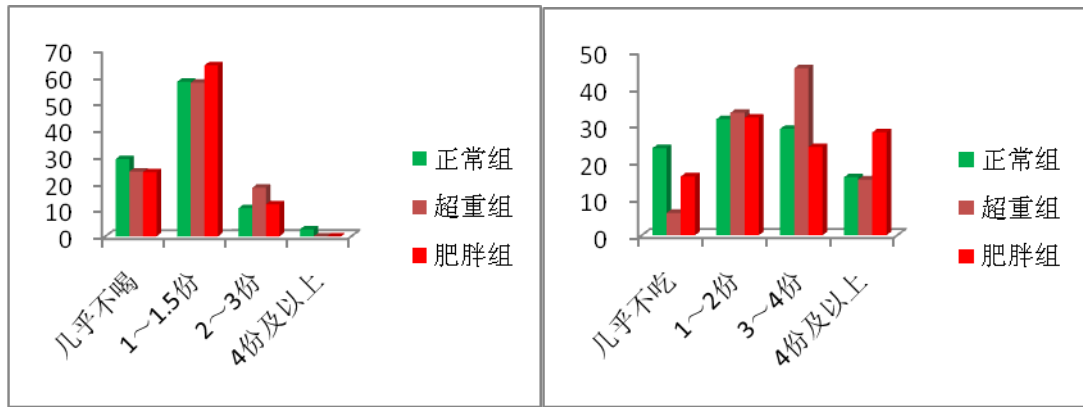 70
60
50
40
30
20
10
0
几乎不喝
1～1.5份
2～3份
4份及以上
正常组
超重组
肥胖组
50
40
30
20
10
0
几乎不吃
1～2份
3～4份
4份及以上
正常组
超重组
肥胖组